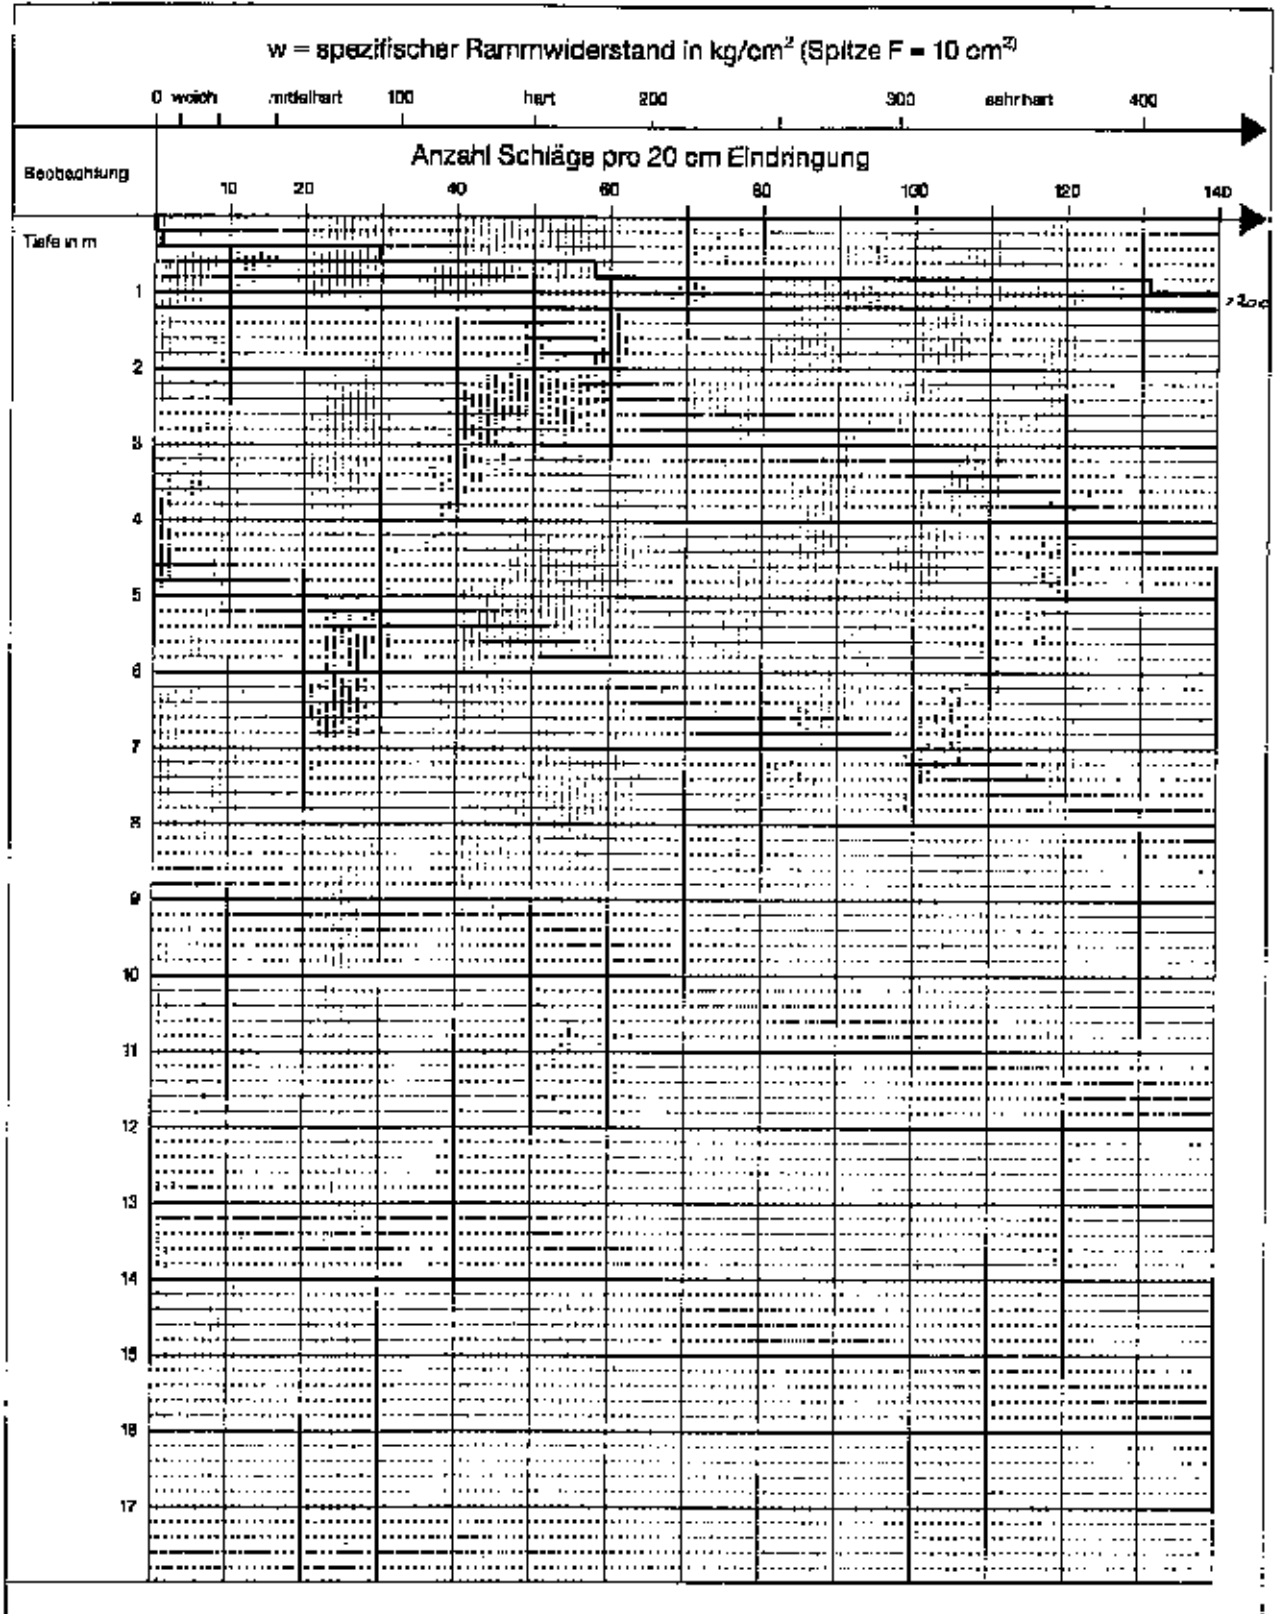 w = spezifischer Rammwiderstand in kg/cm² (Spitze F = 10 cm²)
0 weich mittelhart 100 hart 200 300 sehr hart 400
Anzahl Schläge pro 20 cm Eindringung
Beobachtung
10 20 40 60 80 100 120 140
Tiefe in m
1
2
3
4
5
6
7
8
9
10
11
12
13
14
15
16
17